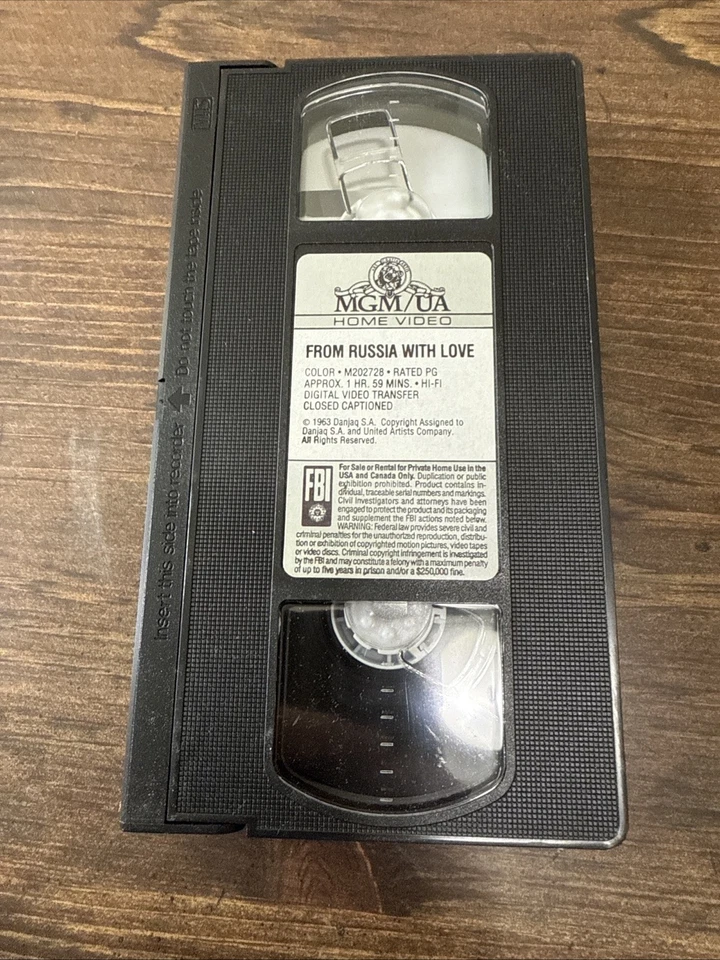 MGM/UA
HOME VIDEO
FROM RUSSIA WITH LOVE
COLOR • M202728 • RATED PG
APPROX. 1 HR. 59 MINS. • HI-FI
DIGITAL VIDEO TRANSFER
CLOSED CAPTIONED
© 1963 Danjaq S.A. Copyright Assigned to
Danjaq S.A. and United Artists Company.
All Rights Reserved.
FBI
For Sale or Rental for Private Home Use in the
USA and Canada Only. Duplication or public
exhibition prohibited. Product contains in-
dividual, traceable serial numbers and markings.
Civil investigators and attorneys have been
engaged to protect the product and its packaging
and supplement the FBI actions noted below.
WARNING: Federal law provides severe civil and
criminal penalties for the unauthorized reproduction, distribu-
tion or exhibition of copyrighted motion pictures, video tapes
or video discs. Criminal copyright infringement is investigated
by the FBI and may constitute a felony with a maximum penalty
of up to five years in prison and/or a $250,000 fine.
Insert this side into recorder Do not touch the tape inside